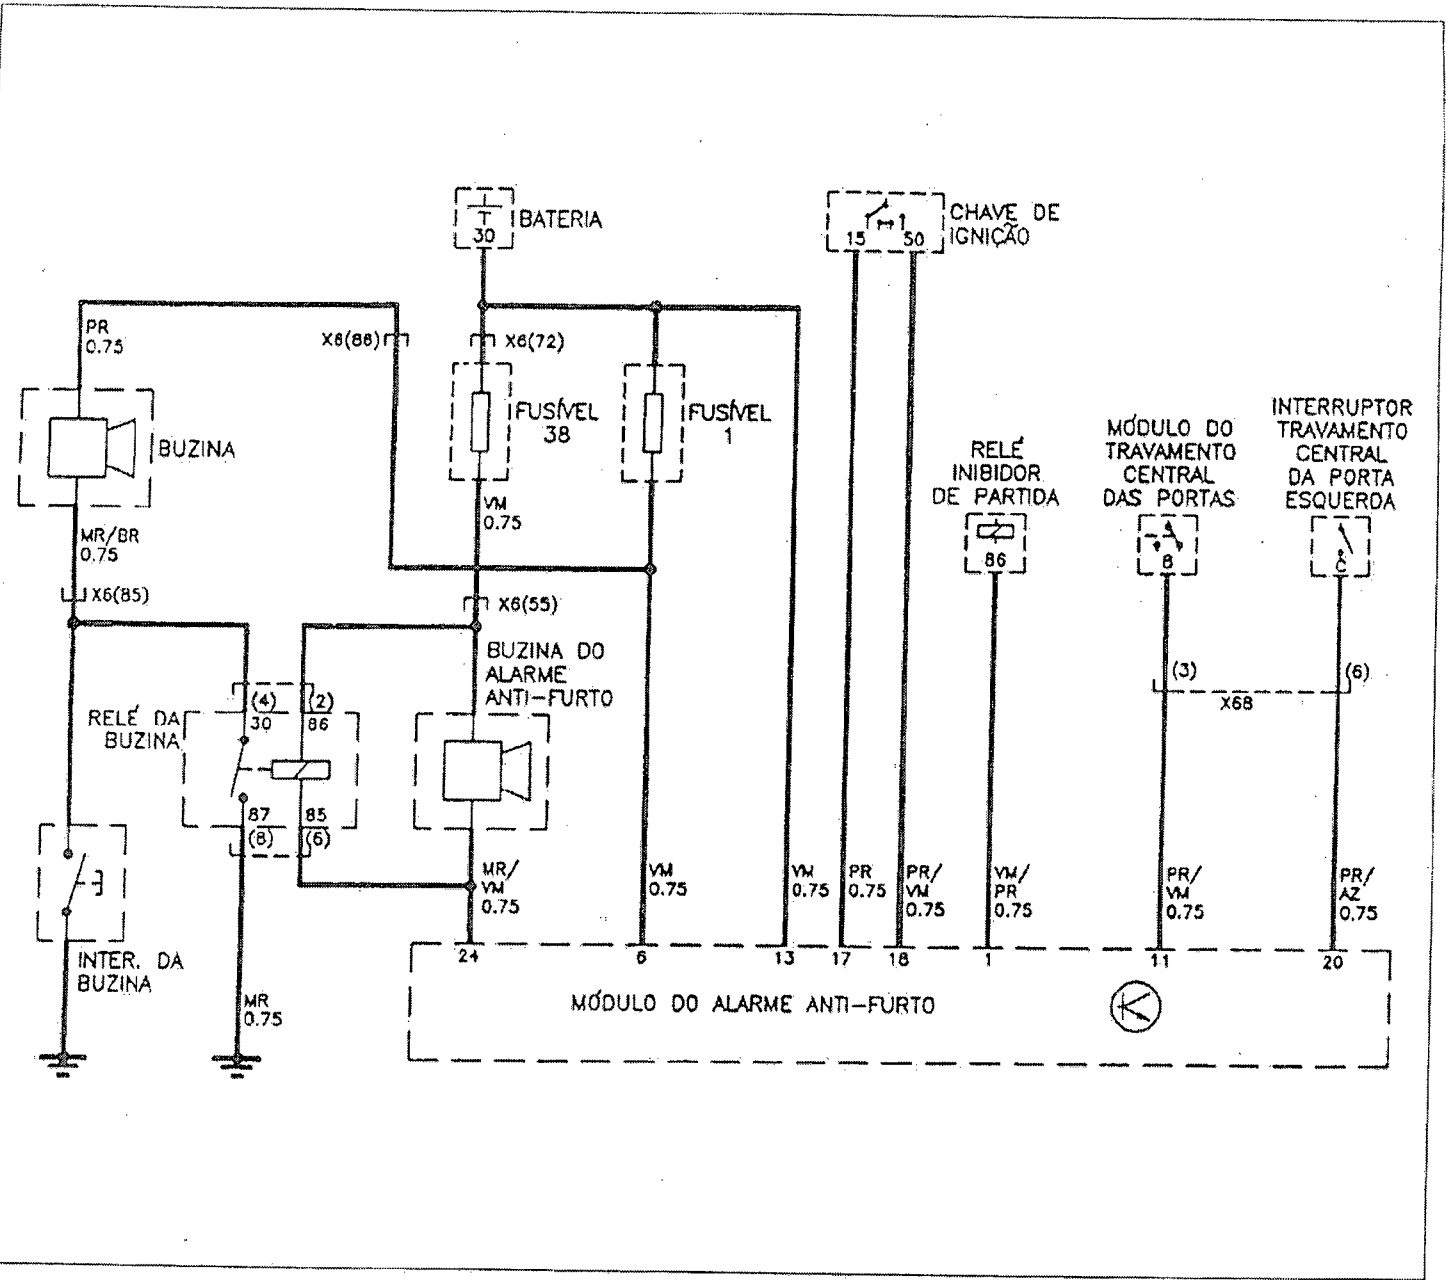 BATERIA
30
CHAVE DE
IGNIÇÃO
15
50
PR
0.75
X6(72)
FUSÍVEL
38
FUSÍVEL
1
BUZINA
RELÉ
INIBIDOR
DE PARTIDA
86
MÓDULO DO
TRAVAMENTO
CENTRAL
DAS PORTAS
INTERRUPTOR
TRAVAMENTO
CENTRAL
DA PORTA
ESQUERDA
C
VM
0.75
MR/BR
0.75
X6(85)
X6(55)
BUZINA DO
ALARME
ANTI-FURTO
(3)
(6)
X68
(4)
(2)
30
86
RELÉ DA
BUZINA
87
85
(8)
(6)
MR/
VM
0.75
VM
0.75
VM
0.75
PR
0.75
PR/
VM
0.75
VM/
PR
0.75
PR/
VM
0.75
PR/
AZ
0.75
INTER. DA
BUZINA
MR
0.75
24
6
13
17
18
1
11
20
MÓDULO DO ALARME ANTI-FURTO